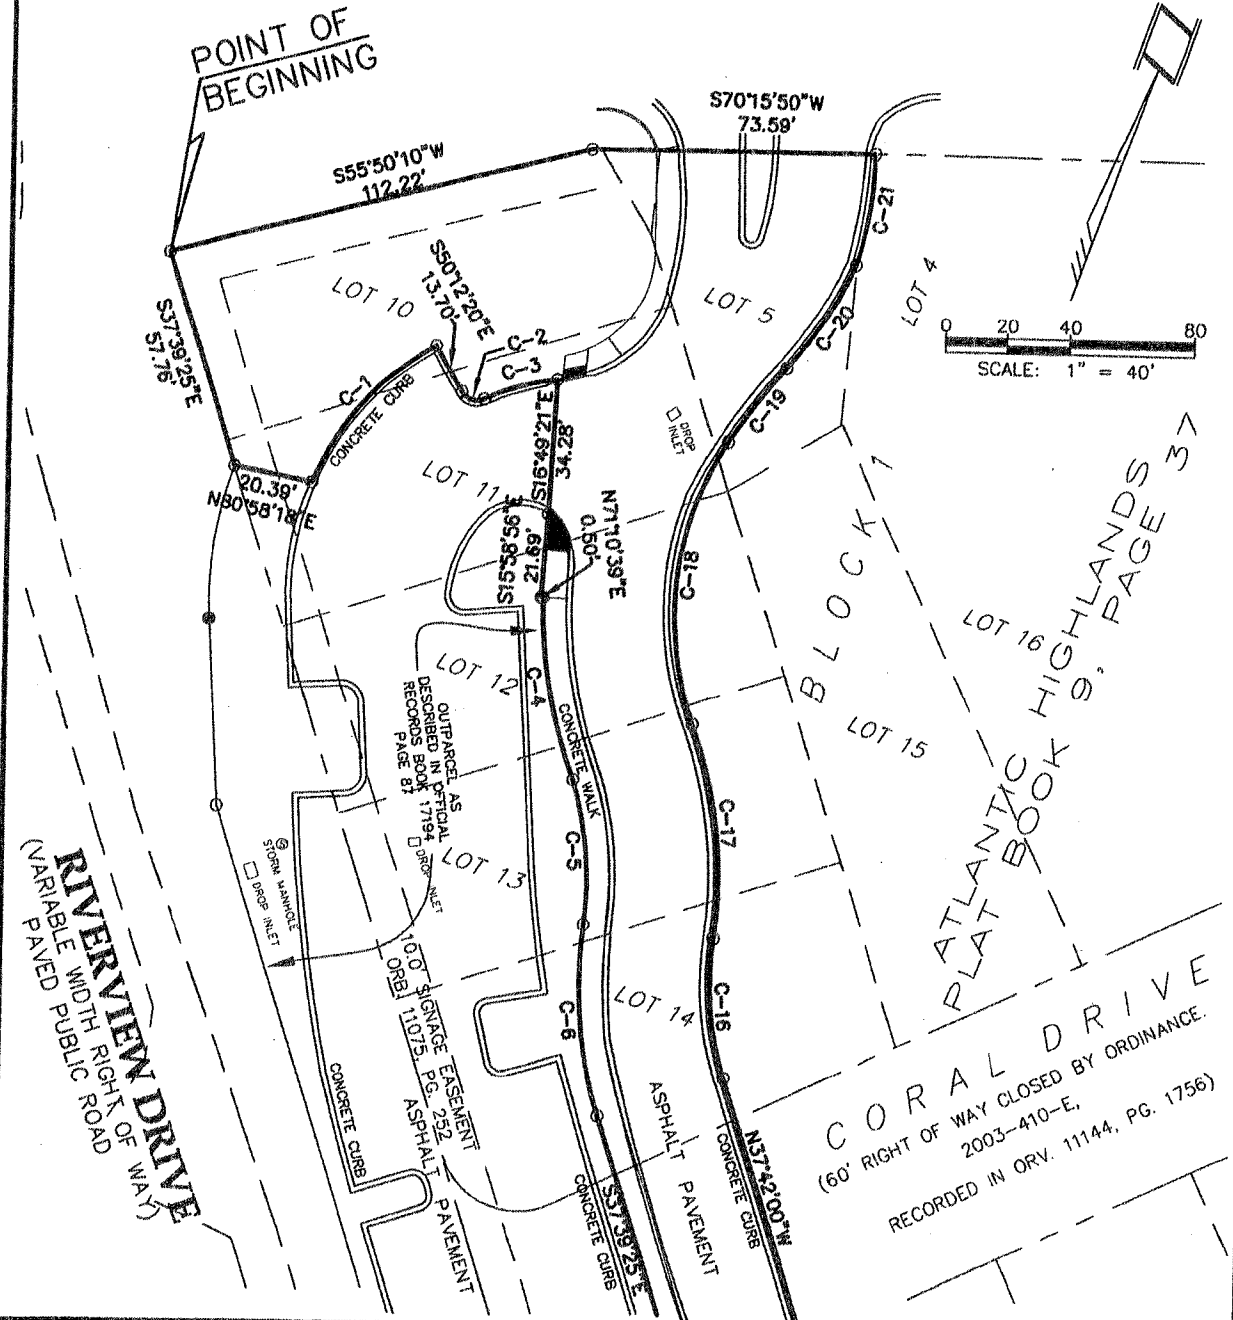 POINT OF
BEGINNING
S70°15'50"W
73.59'
S55°50'10"W
112.22'
C-21
LOT 4
LOT 5
LOT 10
S50°12'20"E
13.70'
C-2
C-3
C-20
0 20 40 80
SCALE: 1" = 40'
S37°39'25"E
57.76'
C-1
CONCRETE CURB
C-19
DROP
INLET
S16°49'21"E
34.28'
LOT 11
20.39'
N80°58'18"E
S15°58'56"E
21.69'
N71°10'39"E
0.50'
C-18
BLOCK 1
ATLANTIC HIGHLANDS
PLAT BOOK 9, PAGE 37
LOT 16
LOT 15
LOT 12
C-4
CONCRETE WALK
OUTPARCEL AS
DESCRIBED IN OFFICIAL
RECORDS BOOK 17194
PAGE 87
DROP INLET
C-17
C-5
LOT 13
STORM MANHOLE
DROP INLET
RIVERVIEW DRIVE
(VARIABLE WIDTH RIGHT OF WAY)
PAVED PUBLIC ROAD
10.0' SIGNAGE EASEMENT
ORB. 11075, PG. 252
ASPHALT PAVEMENT
C-6
LOT 14
C-16
CONCRETE CURB
ASPHALT PAVEMENT
CORAL DRIVE
(60' RIGHT OF WAY CLOSED BY ORDINANCE.
2003-410-E,
RECORDED IN ORV. 11144, PG. 1756)
N37°42'00"W
CONCRETE CURB
S37°39'25"E
CONCRETE CURB